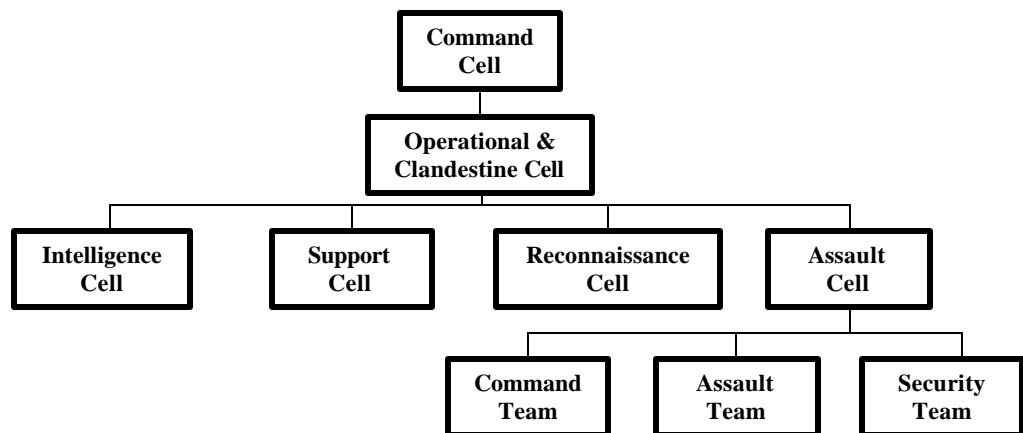 Command
Cell
Operational &
Clandestine Cell
Intelligence
Cell
Support
Cell
Reconnaissance
Cell
Assault
Cell
Command
Team
Assault
Team
Security
Team